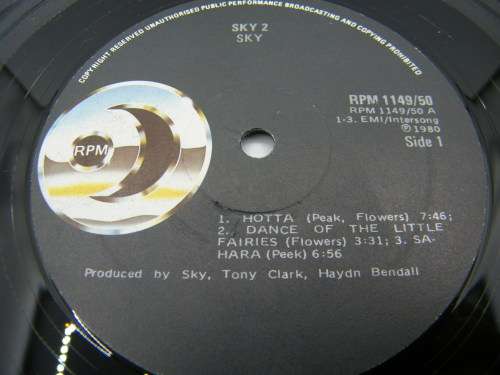 COPYRIGHT RESERVED UNAUTHORISED PUBLIC PERFORMANCE BROADCASTING AND COPYING PROHIBITED
SKY 2
SKY
RPM
RPM 1149/50
RPM 1149/50 A
1-3. EMI/Intersong
℗ 1980
Side 1
1. HOTTA (Peak, Flowers) 7:46;
2. DANCE OF THE LITTLE
FAIRIES (Flowers) 3:31; 3. SA-
HARA (Peek) 6:56
Produced by Sky, Tony Clark, Haydn Bendall